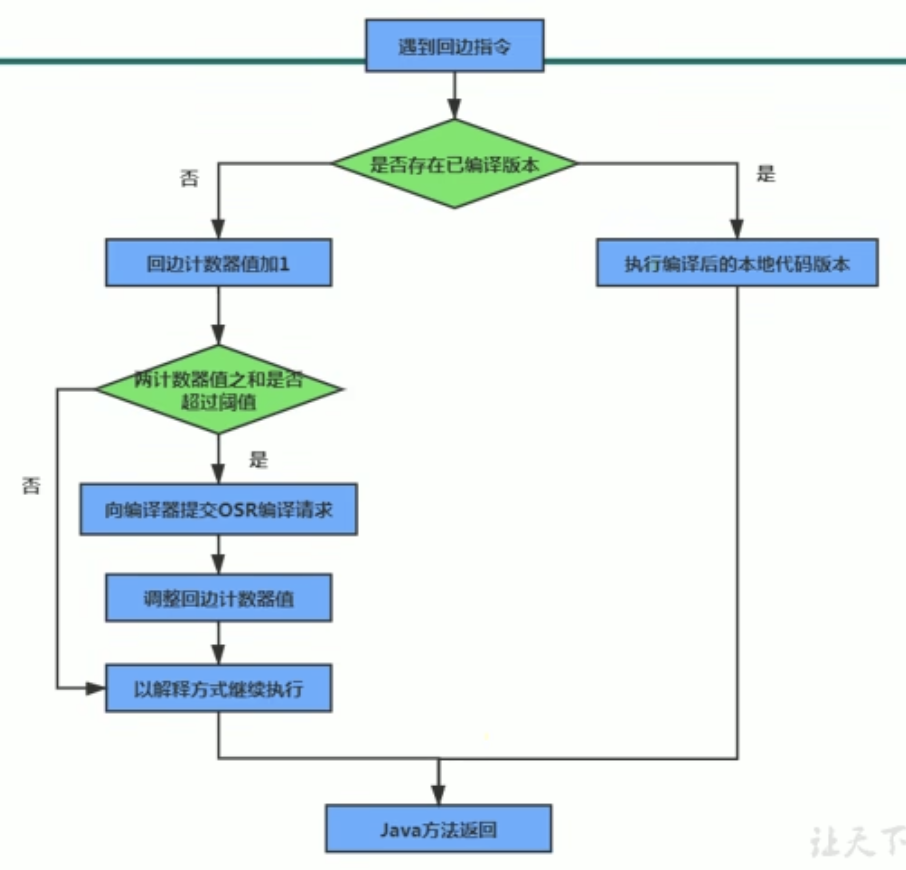 遇到回边指令
是否存在已编译版本
否
是
回边计数器值加1
执行编译后的本地代码版本
两计数器值之和是否
超过阈值
是
否
向编译器提交OSR编译请求
调整回边计数器值
以解释方式继续执行
Java方法返回
让天下